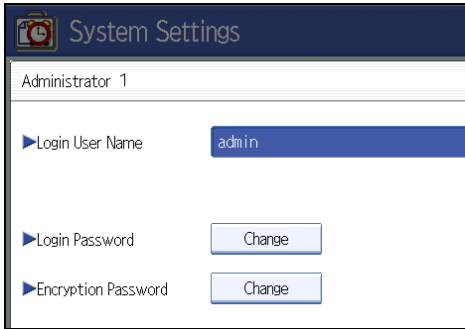 System Settings
Administrator 1
▶Login User Name admin
▶Login Password Change
▶Encryption Password Change